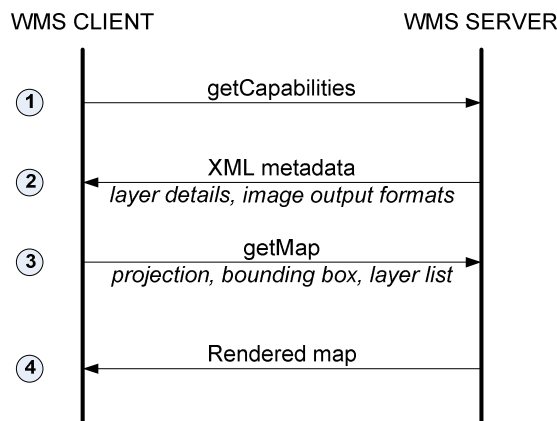 WMS CLIENT WMS SERVER
1 getCapabilities
2 XML metadata
layer details, image output formats
3 getMap
projection, bounding box, layer list
4 Rendered map